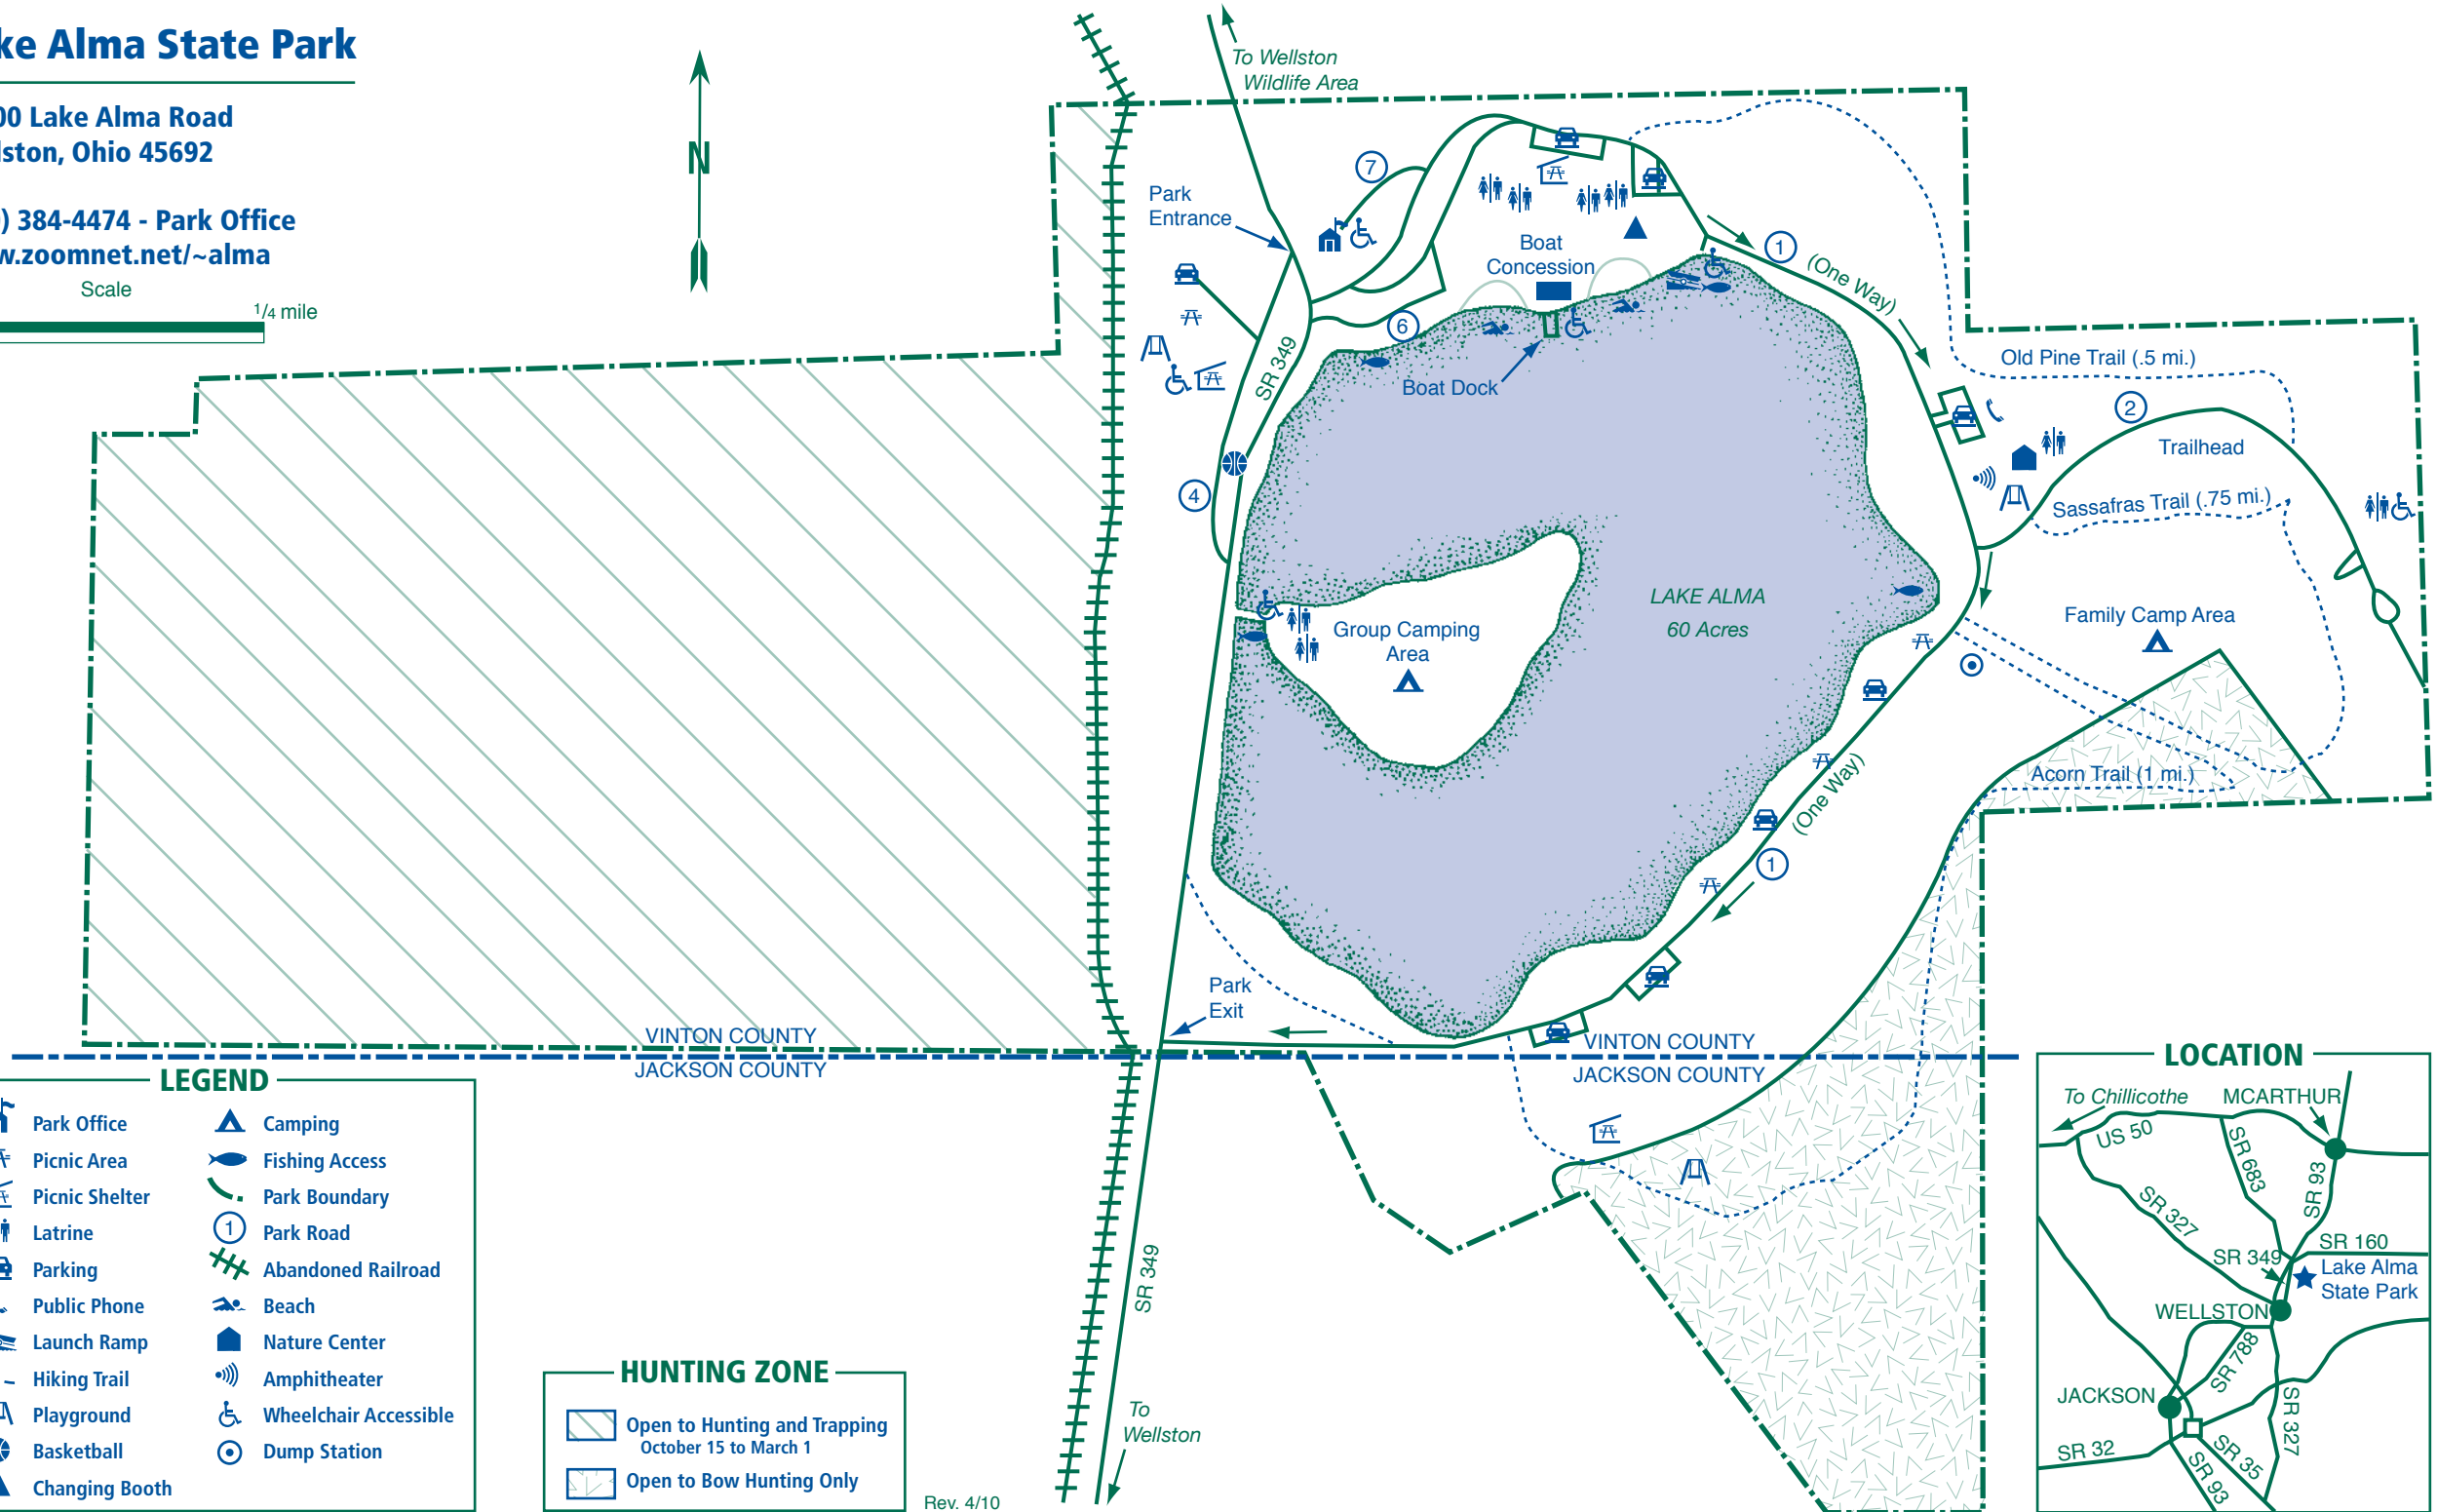 ke Alma State Park
00 Lake Alma Road
lston, Ohio 45692
) 384-4474 - Park Office
w.zoomnet.net/~alma
Scale
1/4 mile
N
To Wellston
Wildlife Area
Park
Entrance
7
Boat
Concession
1
(One Way)
6
SR 349
Boat Dock
Old Pine Trail (.5 mi.)
2
Trailhead
4
Sassafras Trail (.75 mi.)
LAKE ALMA
60 Acres
Group Camping
Area
Family Camp Area
Acorn Trail (1 mi.)
(One Way)
1
Park
Exit
VINTON COUNTY
JACKSON COUNTY
VINTON COUNTY
JACKSON COUNTY
SR 349
To
Wellston
LEGEND
Park Office
Picnic Area
Picnic Shelter
Latrine
Parking
Public Phone
Launch Ramp
Hiking Trail
Playground
Basketball
Changing Booth
Camping
Fishing Access
Park Boundary
1
Park Road
Abandoned Railroad
Beach
Nature Center
Amphitheater
Wheelchair Accessible
Dump Station
HUNTING ZONE
Open to Hunting and Trapping
October 15 to March 1
Open to Bow Hunting Only
Rev. 4/10
LOCATION
To Chillicothe
MCARTHUR
US 50
SR 683
SR 93
SR 327
SR 160
SR 349
Lake Alma
State Park
WELLSTON
SR 788
JACKSON
SR 327
SR 32
SR 35
SR 93